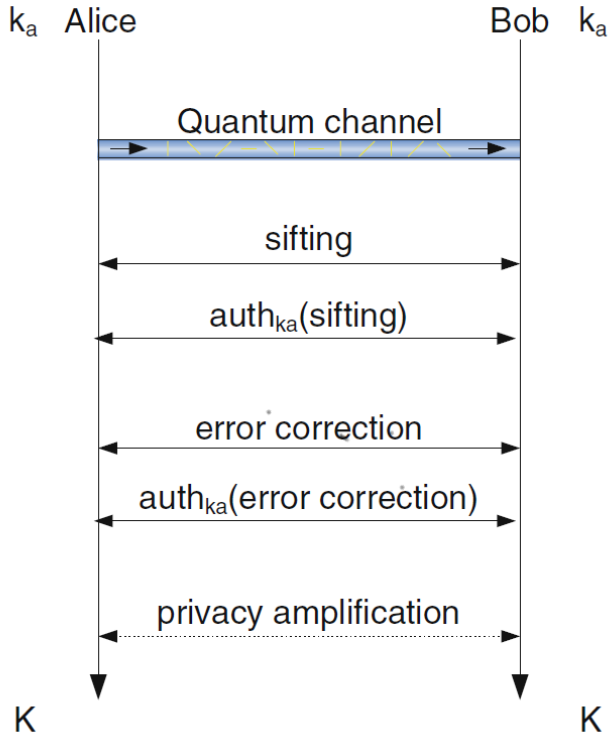 kₐ Alice Bob kₐ
Quantum channel
sifting
authₖₐ(sifting)
error correction
authₖₐ(error correction)
privacy amplification
K K